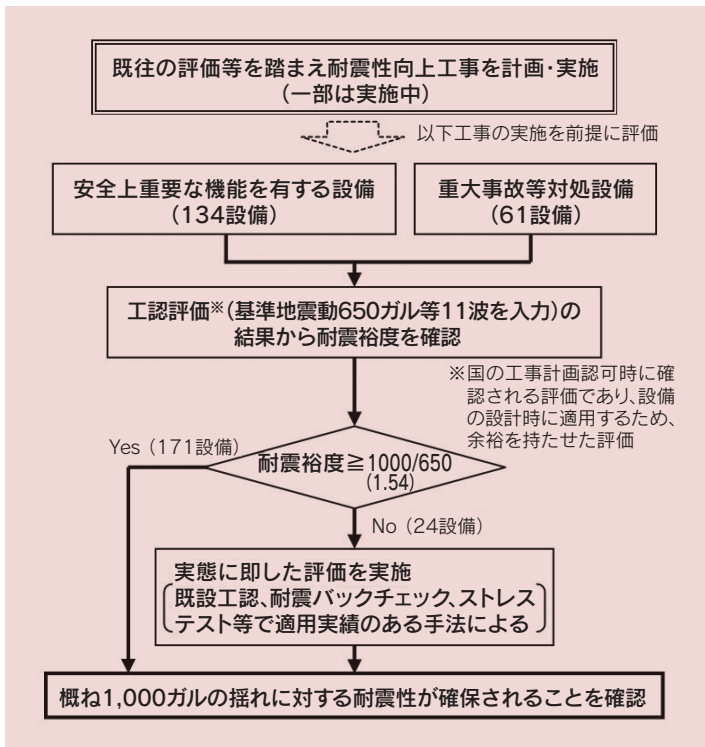 既往の評価等を踏まえ耐震性向上工事を計画・実施
(一部は実施中)
以下工事の実施を前提に評価
安全上重要な機能を有する設備
(134設備)
重大事故等対処設備
(61設備)
工認評価※(基準地震動650ガル等11波を入力)の
結果から耐震裕度を確認
※国の工事計画認可時に確
認される評価であり、設備
の設計時に適用するため、
余裕を持たせた評価
Yes (171設備)
耐震裕度≧1000/650
(1.54)
No (24設備)
実態に即した評価を実施
既設工認、耐震バックチェック、ストレス
テスト等で適用実績のある手法による
概ね1,000ガルの揺れに対する耐震性が確保されることを確認